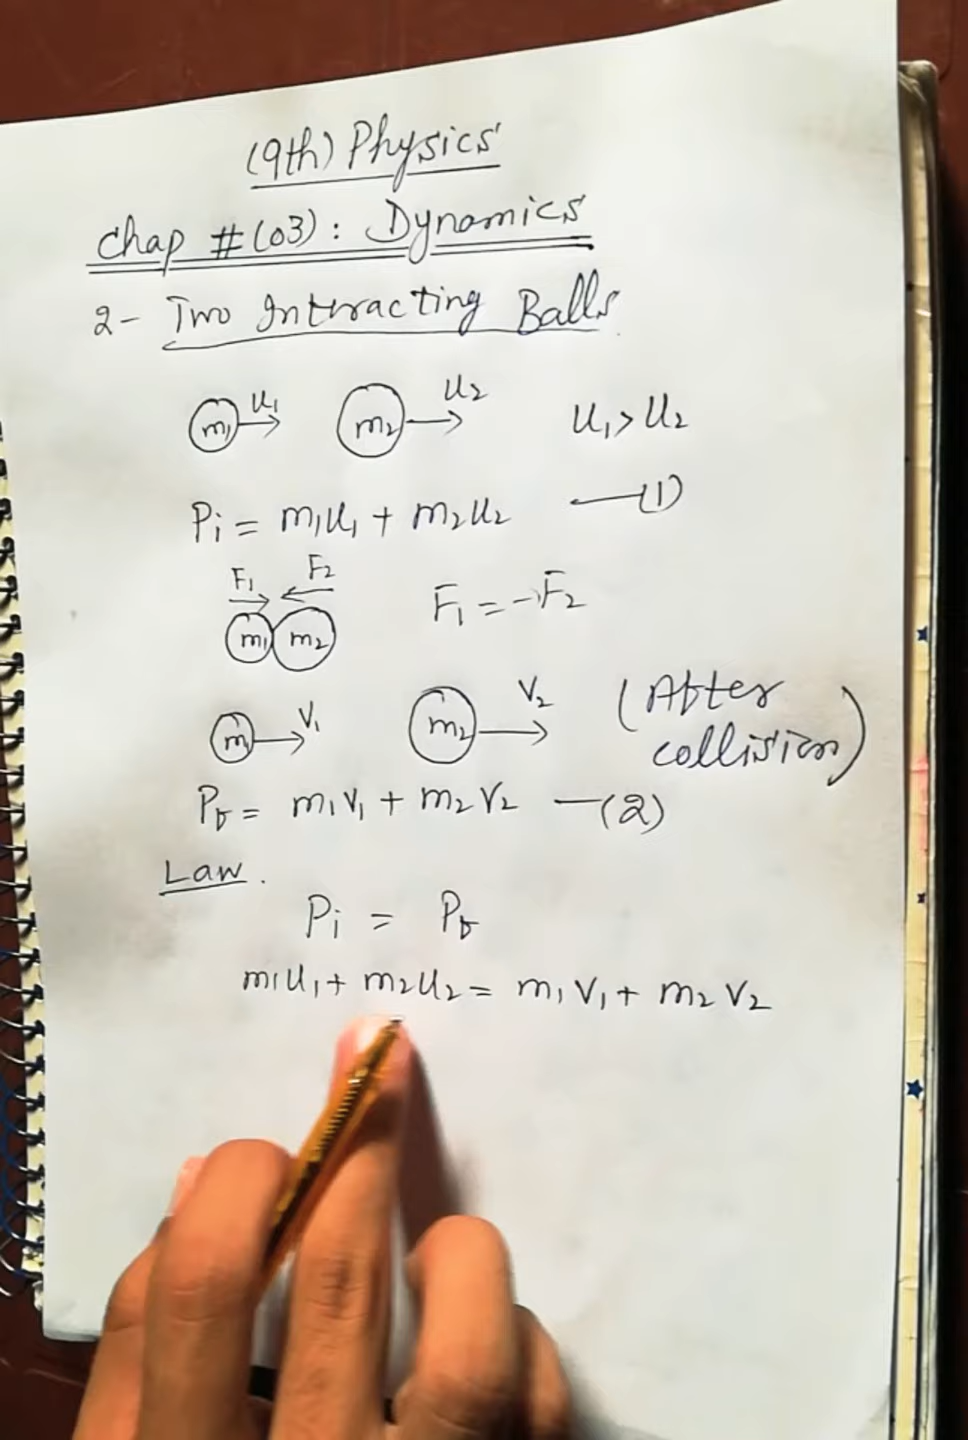 (9th) Physics
Chap #(03): Dynamics
2- Two Interacting Balls
m1 u1 m2 u2 u1>u2
Pi = m1u1 + m2u2 —(1)
F1 F2
m1 m2 F1 = -F2
m1 v1 m2 v2 (After collision)
Pf = m1v1 + m2v2 —(2)
Law.
Pi = Pf
m1u1+ m2u2 = m1v1+ m2v2